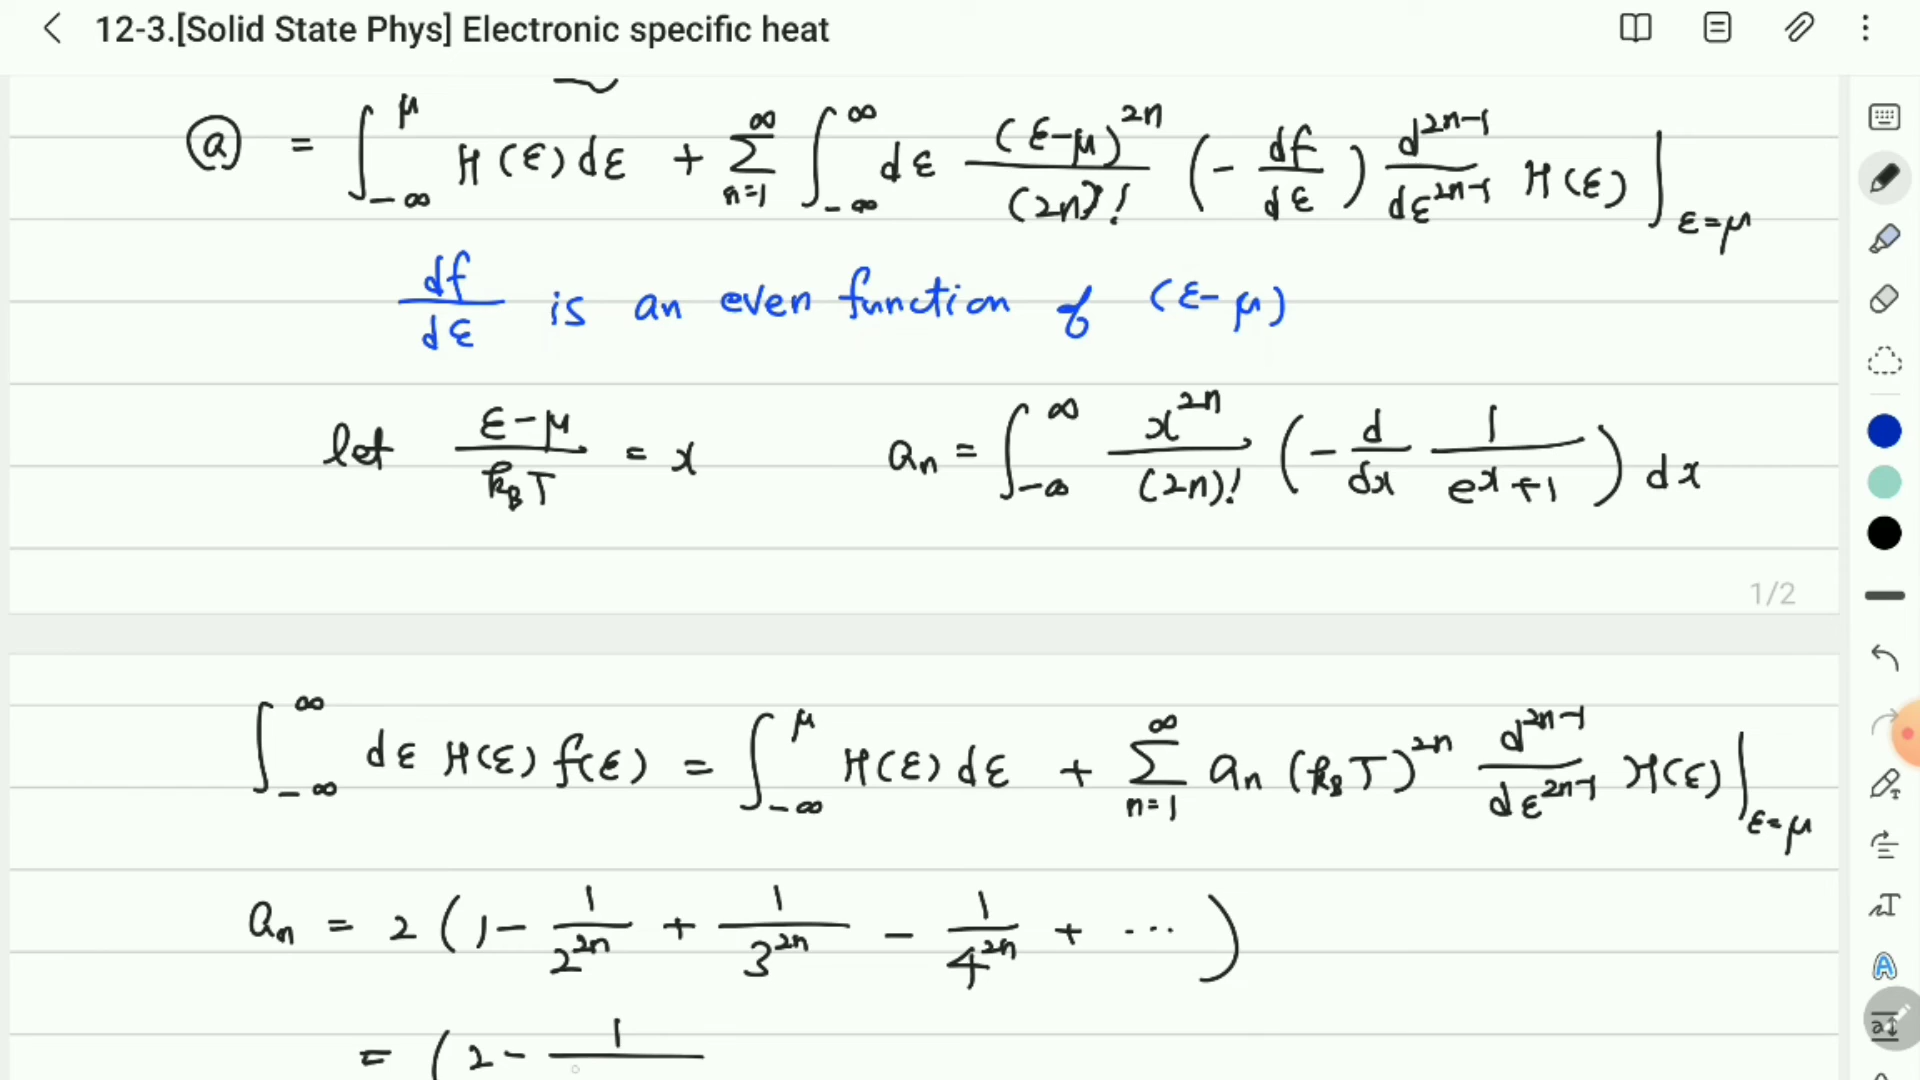 12-3.[Solid State Phys] Electronic specific heat
ⓐ = ∫_{-∞}^{μ} H(ε)dε + Σ_{n=1}^{∞} ∫_{-∞}^{∞} dε (ε-μ)^{2n}/(2n)! (- df/dε) d^{2n-1}/dε^{2n-1} H(ε)|_{ε=μ}
df/dε is an even function of (ε-μ)
let (ε-μ)/(k_B T) = x    a_n = ∫_{-∞}^{∞} x^{2n}/(2n)! (- d/dx 1/(e^x+1)) dx
1/2
∫_{-∞}^{∞} dε H(ε) f(ε) = ∫_{-∞}^{μ} H(ε)dε + Σ_{n=1}^{∞} a_n (k_B T)^{2n} d^{2n-1}/dε^{2n-1} H(ε)|_{ε=μ}
a_n = 2 (1 - 1/2^{2n} + 1/3^{2n} - 1/4^{2n} + ⋯)
= (2 - 1/